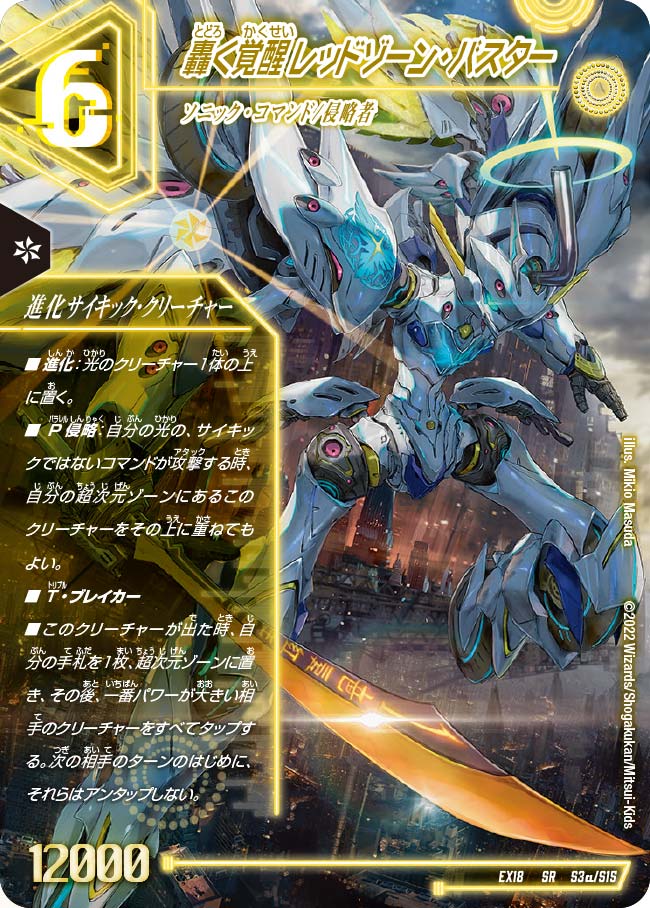 6
轟く覚醒 レッドゾーン・バスター
ソニック・コマンド/侵略者
進化サイキック・クリーチャー
■ 進化：光のクリーチャー1体の上
に置く。
■ P侵略：自分の光の、サイキッ
クではないコマンドが攻撃する時、
自分の超次元ゾーンにあるこの
クリーチャーをその上に重ねても
よい。
■ T・ブレイカー
■ このクリーチャーが出た時、自
分の手札を1枚、超次元ゾーンに置
き、その後、一番パワーが大きい相
手のクリーチャーをすべてタップす
る。次の相手のターンのはじめに、
それらはアンタップしない。
12000
illus. Mikio Masuda
©2022 Wizards/Shogakukan/Mitsui-Kids
EX18 SR S3α/S15